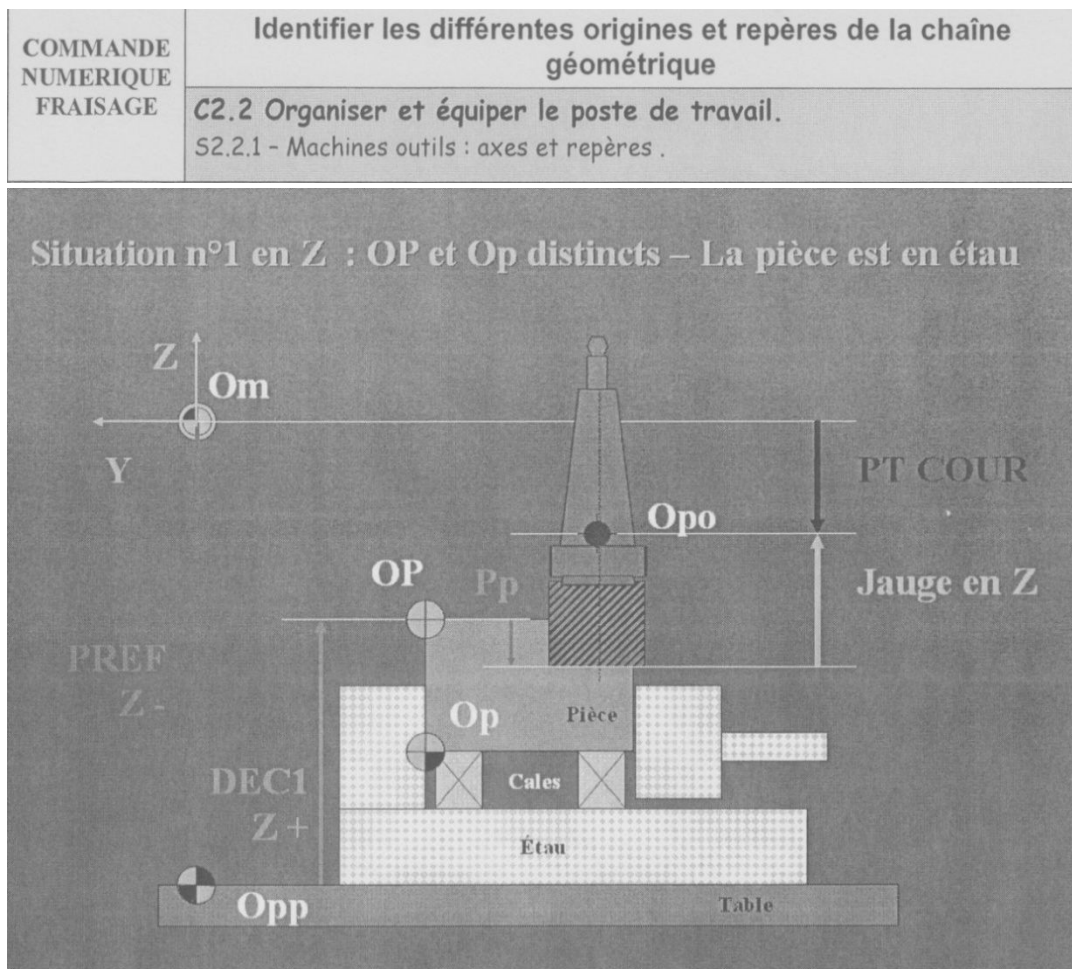 COMMANDE
NUMERIQUE
FRAISAGE
Identifier les différentes origines et repères de la chaîne
géométrique
C2.2 Organiser et équiper le poste de travail.
S2.2.1 - Machines outils : axes et repères .
Situation n°1 en Z : OP et Op distincts – La pièce est en étau
Z
Om
Y
PT COUR
Opo
OP
Pp
Jauge en Z
PREF
Z -
Op
Pièce
DEC1
Z +
Cales
Étau
Opp
Table